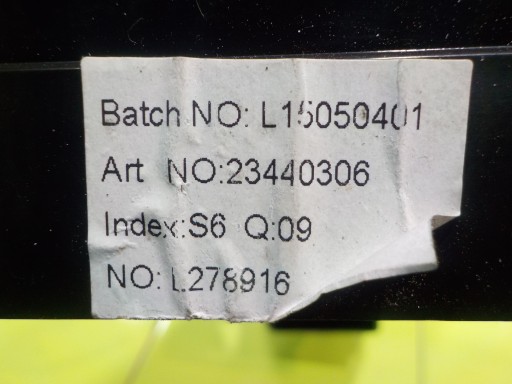 Batch NO: L15050401
Art NO:23440306
Index:S6 Q:09
NO: L278916